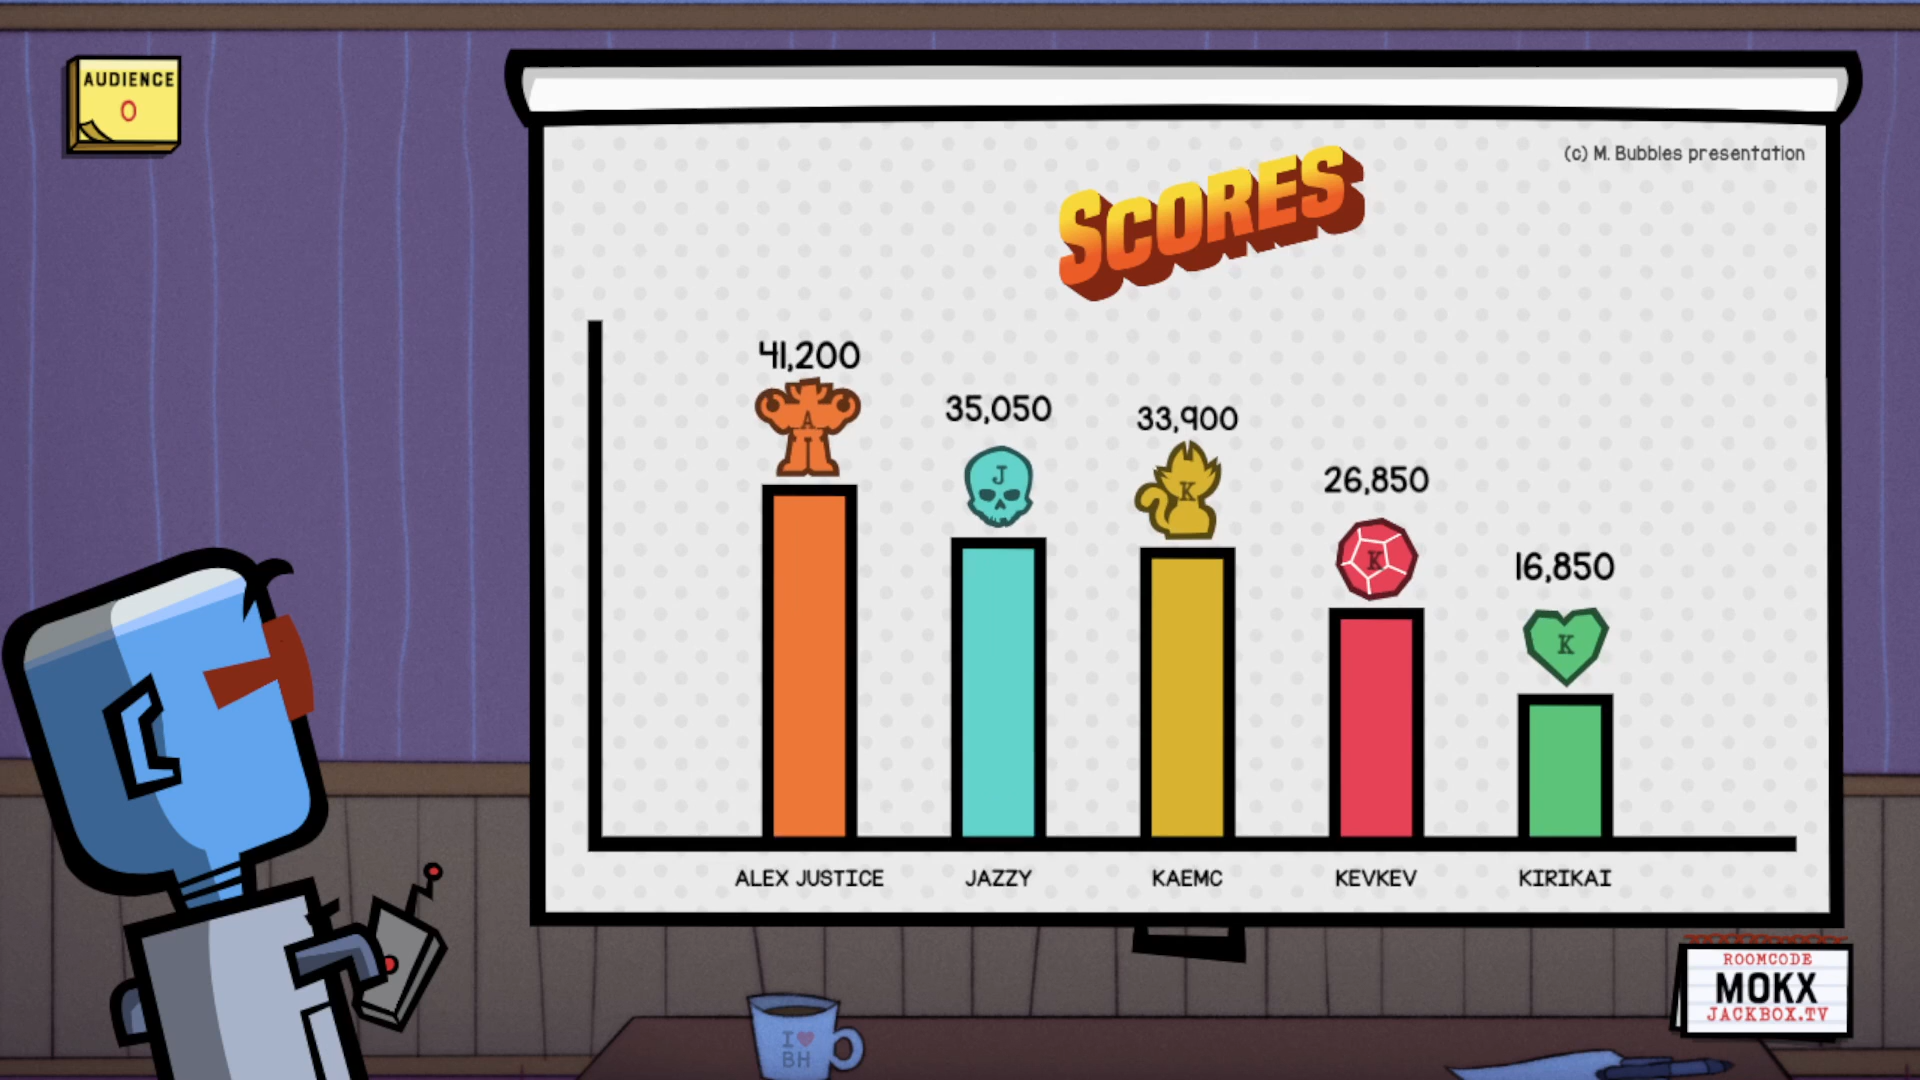 AUDIENCE
0
(c) M. Bubbles presentation
SCORES
41,200
35,050
33,900
26,850
16,850
A
J
K
K
K
ALEX JUSTICE
JAZZY
KAEMC
KEVKEV
KIRIKAI
ROOMCODE
MOKX
JACKBOX.TV
I ♥
BH